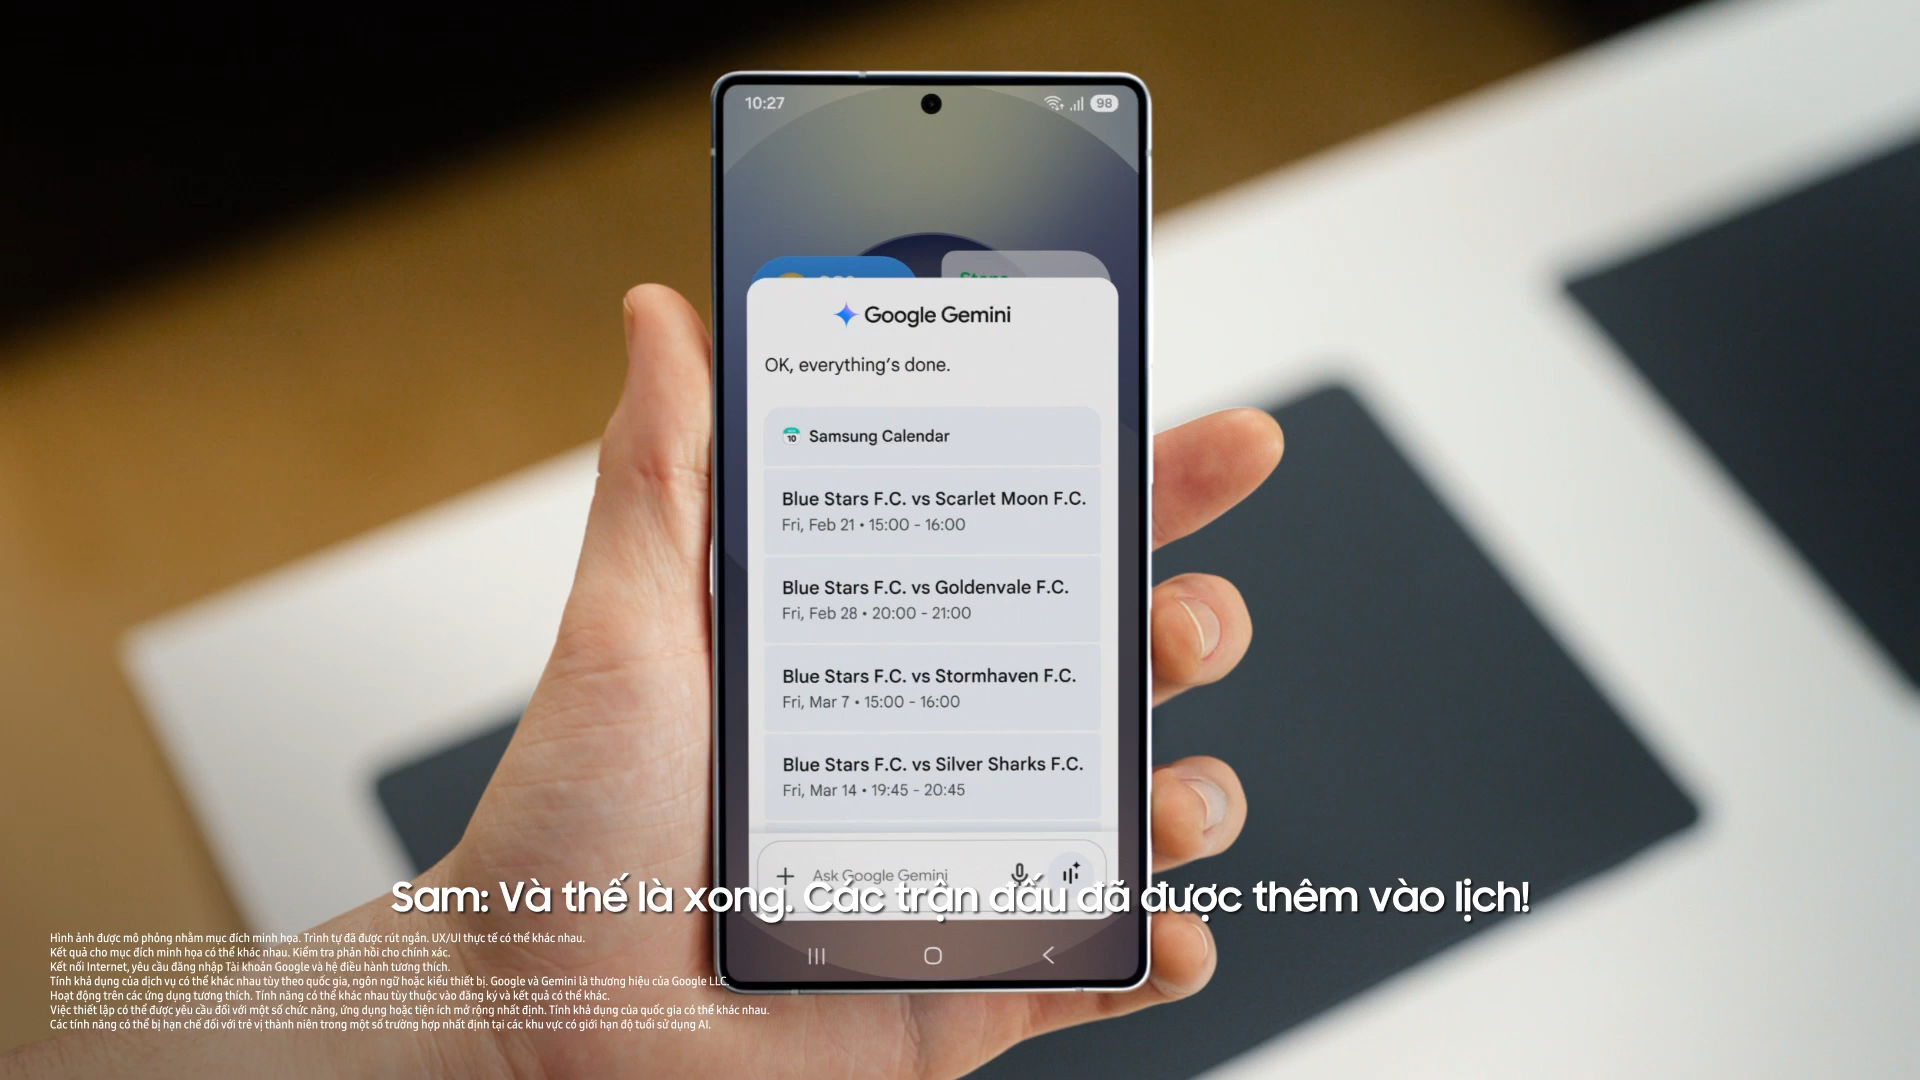 10:27
98
Google Gemini
OK, everything's done.
10
Samsung Calendar
Blue Stars F.C. vs Scarlet Moon F.C.
Fri, Feb 21 • 15:00 - 16:00
Blue Stars F.C. vs Goldenvale F.C.
Fri, Feb 28 • 20:00 - 21:00
Blue Stars F.C. vs Stormhaven F.C.
Fri, Mar 7 • 15:00 - 16:00
Blue Stars F.C. vs Silver Sharks F.C.
Fri, Mar 14 • 19:45 - 20:45
Ask Google Gemini
Sam: Và thế là xong. Các trận đấu đã được thêm vào lịch!
Hình ảnh được mô phỏng nhằm mục đích minh họa. Trình tự đã được rút ngắn. UX/UI thực tế có thể khác nhau.
Kết quả cho mục đích minh họa có thể khác nhau. Kiểm tra phản hồi cho chính xác.
Kết nối Internet, yêu cầu đăng nhập Tài khoản Google và hệ điều hành tương thích.
Tính khả dụng của dịch vụ có thể khác nhau tùy theo quốc gia, ngôn ngữ hoặc kiểu thiết bị. Google và Gemini là thương hiệu của Google LLC.
Hoạt động trên các ứng dụng tương thích. Tính năng có thể khác nhau tùy thuộc vào đăng ký và kết quả có thể khác.
Việc thiết lập có thể được yêu cầu đối với một số chức năng, ứng dụng hoặc tiện ích mở rộng nhất định. Tính khả dụng của quốc gia có thể khác nhau.
Các tính năng có thể bị hạn chế đối với trẻ vị thành niên trong một số trường hợp nhất định tại các khu vực có giới hạn độ tuổi sử dụng AI.